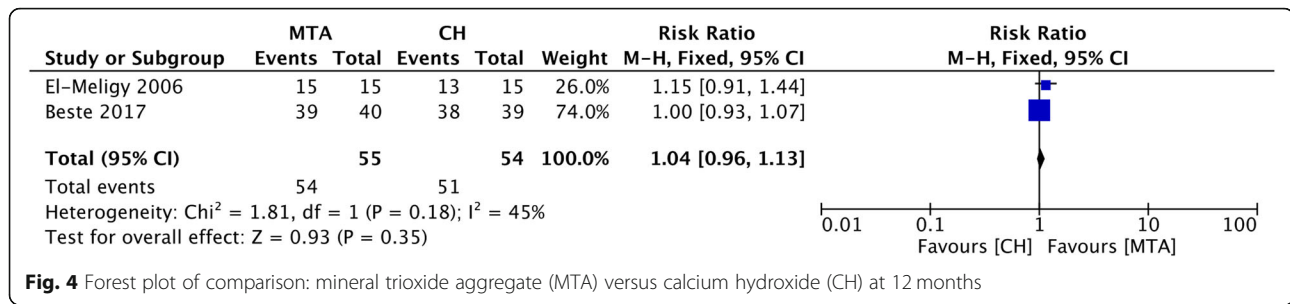 MTA CH Risk Ratio Risk Ratio
Study or Subgroup Events Total Events Total Weight M-H, Fixed, 95% CI M-H, Fixed, 95% CI
El-Meligy 2006 15 15 13 15 26.0% 1.15 [0.91, 1.44]
Beste 2017 39 40 38 39 74.0% 1.00 [0.93, 1.07]
Total (95% CI) 55 54 100.0% 1.04 [0.96, 1.13]
Total events 54 51
Heterogeneity: Chi² = 1.81, df = 1 (P = 0.18); I² = 45%
Test for overall effect: Z = 0.93 (P = 0.35)
0.01 0.1 1 10 100
Favours [CH] Favours [MTA]
Fig. 4 Forest plot of comparison: mineral trioxide aggregate (MTA) versus calcium hydroxide (CH) at 12 months